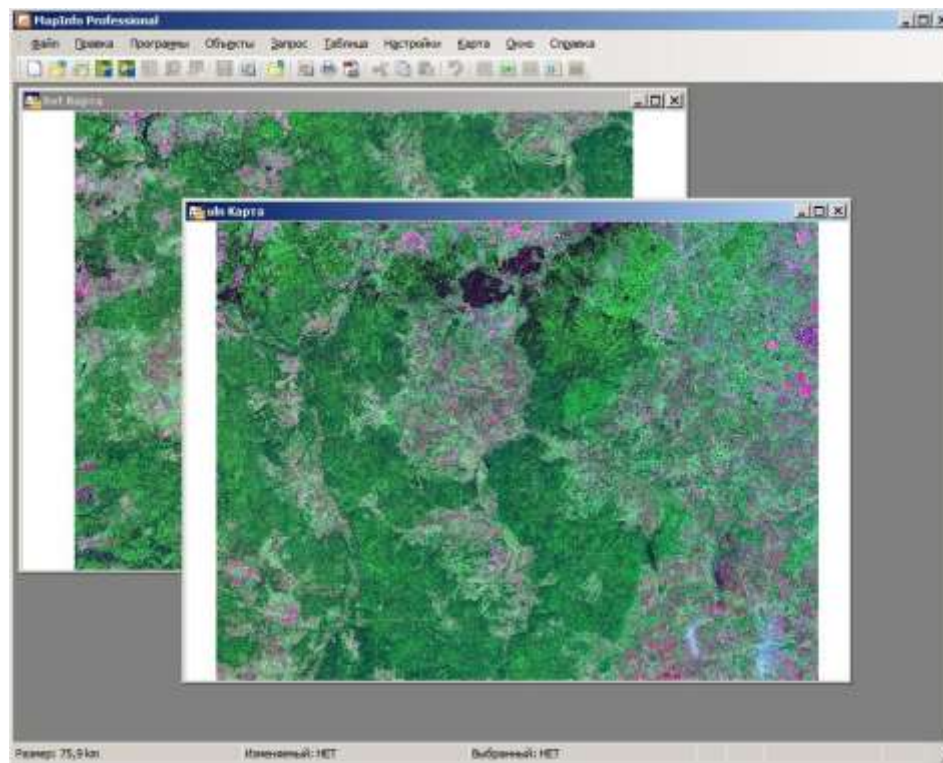 MapInfo Professional
Файл Правка Программы Объекты Запрос Таблица Настройки Карта Окно Справка
Карта
uln Карта
Размер: 75,9 km Изменяемый: НЕТ Выбранный: НЕТ